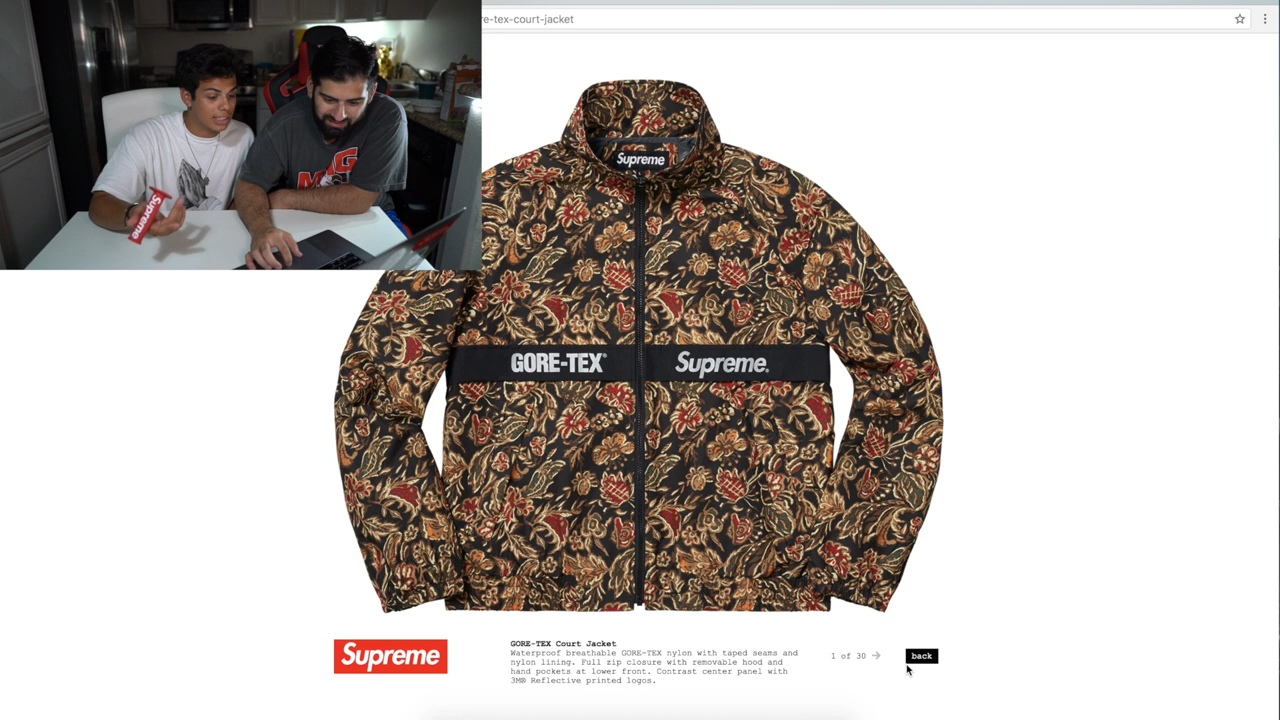 re-tex-court-jacket
Supreme
Supreme
GORE-TEX® Supreme.
Supreme
GORE-TEX Court Jacket
Waterproof breathable GORE-TEX nylon with taped seams and
nylon lining. Full zip closure with removable hood and
hand pockets at lower front. Contrast center panel with
3M® Reflective printed logos.
1 of 30
back